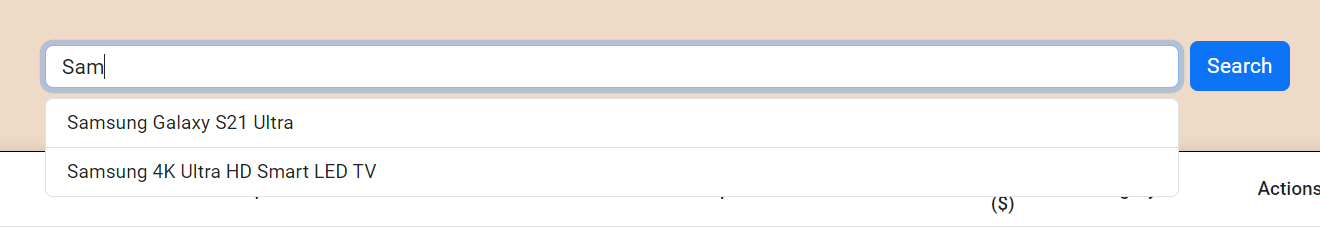 Sam
Search
Samsung Galaxy S21 Ultra
Samsung 4K Ultra HD Smart LED TV
Actions
($)